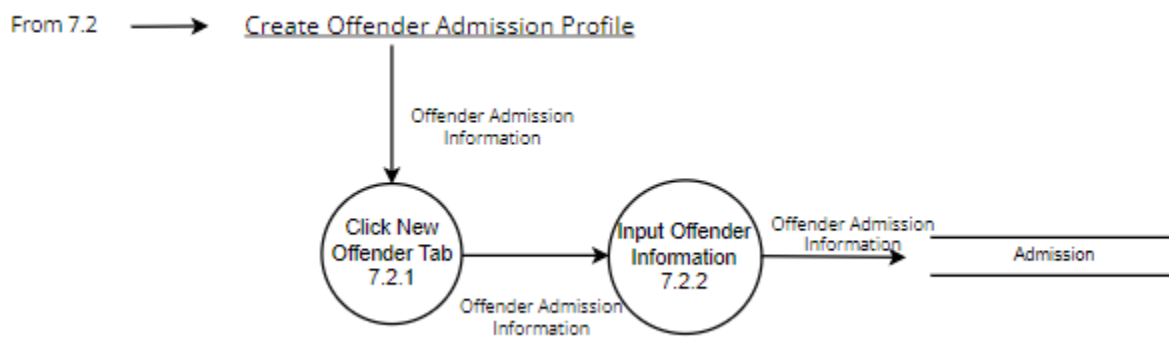 From 7.2
Create Offender Admission Profile
Offender Admission
Information
Click New
Offender Tab
7.2.1
Offender Admission
Information
Input Offender
Information
7.2.2
Offender Admission
Information
Admission